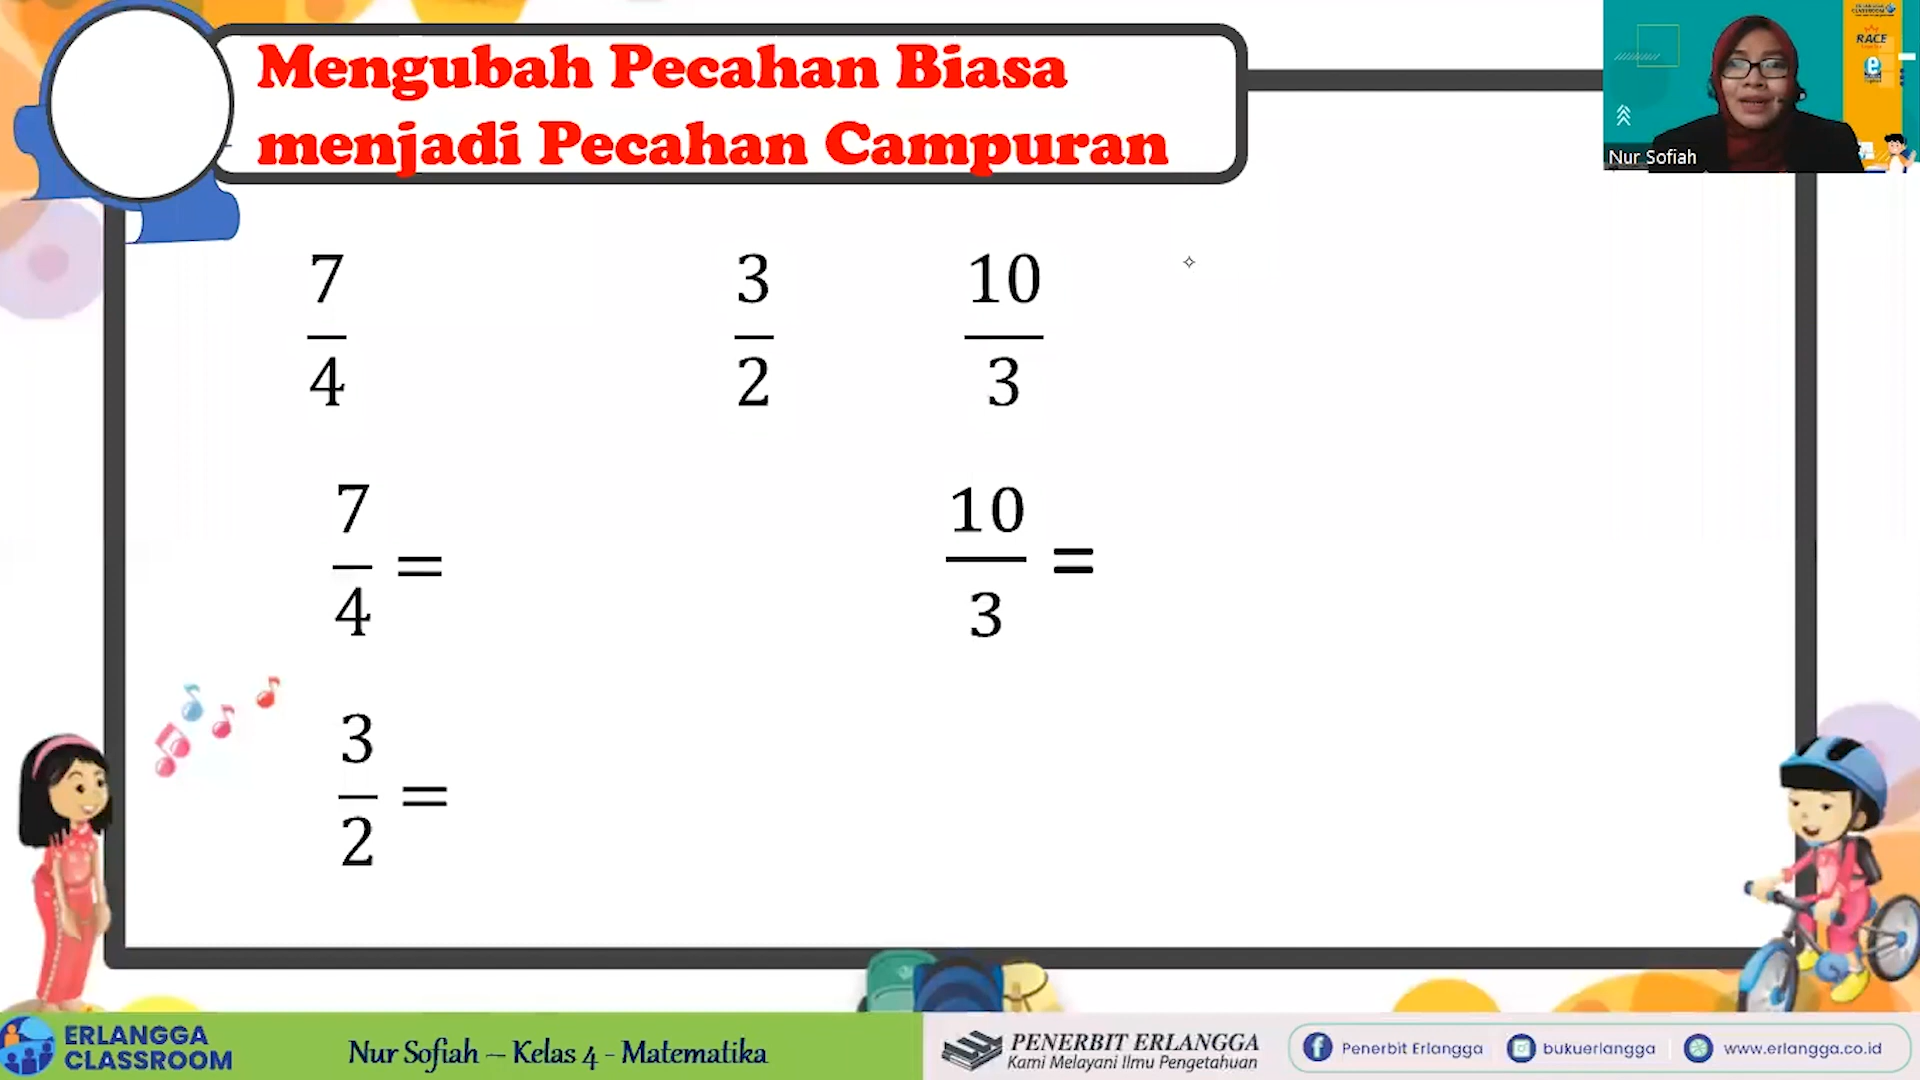 Mengubah Pecahan Biasa
menjadi Pecahan Campuran
ERLANGGA
CLASSROOM
RACE
e
Nur Sofiah
7/4
3/2
10/3
7/4 =
10/3 =
3/2 =
ERLANGGA
CLASSROOM
Nur Sofiah – Kelas 4 - Matematika
PENERBIT ERLANGGA
Kami Melayani Ilmu Pengetahuan
Penerbit Erlangga
bukuerlangga
www.erlangga.co.id